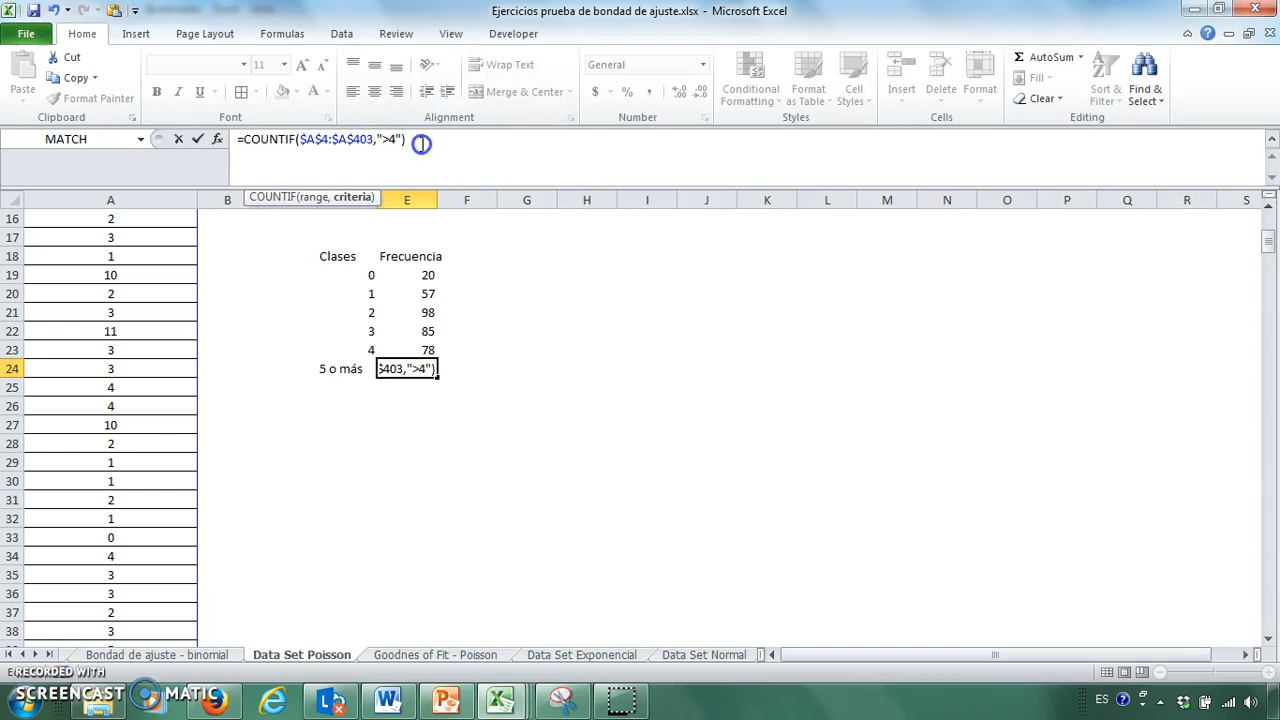 Ejercicios prueba de bondad de ajuste.xlsx - Microsoft Excel
File Home Insert Page Layout Formulas Data Review View Developer
Cut
Copy
Format Painter
Paste
Clipboard
11
Font
Wrap Text
Merge & Center
Alignment
General
Number
Conditional Formatting
Format as Table
Cell Styles
Styles
Insert Delete Format
Cells
AutoSum
Fill
Clear
Sort & Filter
Find & Select
Editing
MATCH =COUNTIF($A$4:$A$403,">4")
COUNTIF(range, criteria)
A B E F G H I J K L M N O P Q R S
16 2
17 3
18 1 Clases Frecuencia
19 10 0 20
20 2 1 57
21 3 2 98
22 11 3 85
23 3 4 78
24 3 5 o más $403,">4")
25 4
26 4
27 10
28 2
29 1
30 1
31 2
32 1
33 0
34 4
35 3
36 3
37 2
38 3
Bondad de ajuste - binomial Data Set Poisson Goodnes of Fit - Poisson Data Set Exponencial Data Set Normal
RECORDED WITH
SCREENCAST MATIC
ES